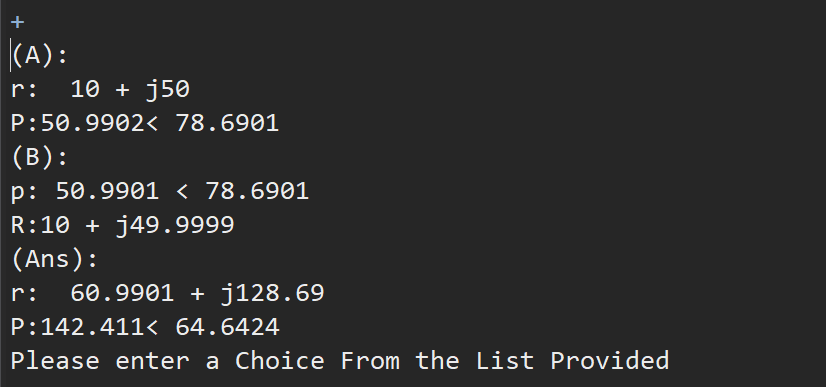 +
(A):
r:  10 + j50
P:50.9902< 78.6901
(B):
p: 50.9901 < 78.6901
R:10 + j49.9999
(Ans):
r:  60.9901 + j128.69
P:142.411< 64.6424
Please enter a Choice From the List Provided